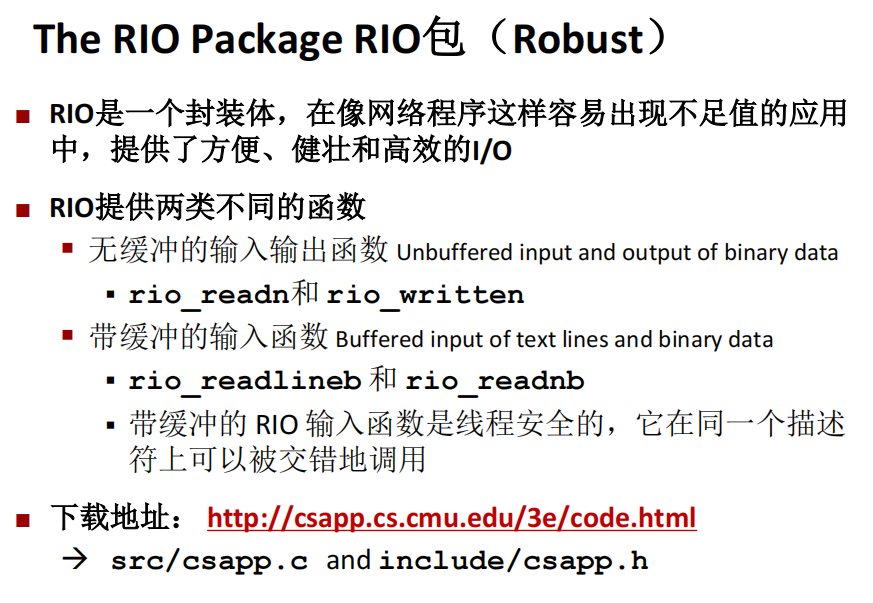 The RIO Package RIO包（Robust）
■ RIO是一个封装体，在像网络程序这样容易出现不足值的应用
中，提供了方便、健壮和高效的I/O
■ RIO提供两类不同的函数
▪ 无缓冲的输入输出函数 Unbuffered input and output of binary data
▪ rio_readn和 rio_written
▪ 带缓冲的输入函数 Buffered input of text lines and binary data
▪ rio_readlineb 和 rio_readnb
▪ 带缓冲的 RIO 输入函数是线程安全的，它在同一个描述
符上可以被交错地调用
■ 下载地址： http://csapp.cs.cmu.edu/3e/code.html
→ src/csapp.c and include/csapp.h